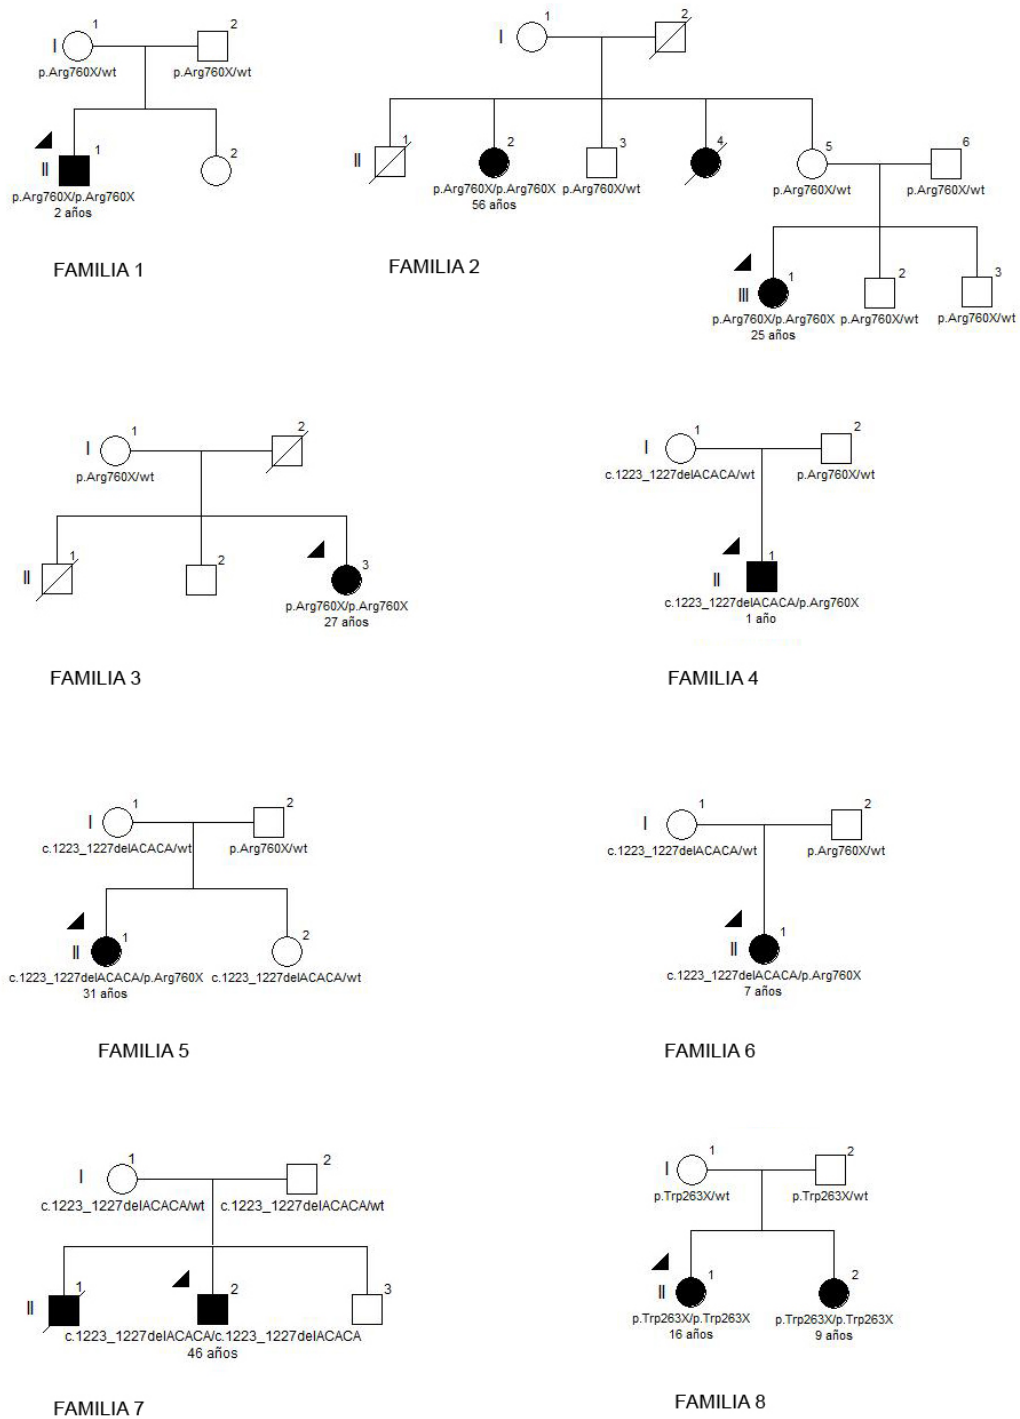 1 2
I
p.Arg760X/wt p.Arg760X/wt
1 2
II
p.Arg760X/p.Arg760X
2 años
FAMILIA 1
1 2
I
1 2 3 4 5 6
II
p.Arg760X/p.Arg760X p.Arg760X/wt p.Arg760X/wt p.Arg760X/wt
56 años
1 2 3
III
p.Arg760X/p.Arg760X p.Arg760X/wt p.Arg760X/wt
25 años
FAMILIA 2
1 2
I
p.Arg760X/wt
1 2 3
II
p.Arg760X/p.Arg760X
27 años
FAMILIA 3
1 2
I
c.1223_1227delACACA/wt p.Arg760X/wt
1
II
c.1223_1227delACACA/p.Arg760X
1 año
FAMILIA 4
1 2
I
c.1223_1227delACACA/wt p.Arg760X/wt
1 2
II
c.1223_1227delACACA/p.Arg760X c.1223_1227delACACA/wt
31 años
FAMILIA 5
1 2
I
c.1223_1227delACACA/wt p.Arg760X/wt
1
II
c.1223_1227delACACA/p.Arg760X
7 años
FAMILIA 6
1 2
I
c.1223_1227delACACA/wt c.1223_1227delACACA/wt
1 2 3
II
c.1223_1227delACACA/c.1223_1227delACACA
46 años
FAMILIA 7
1 2
I
p.Trp263X/wt p.Trp263X/wt
1 2
II
p.Trp263X/p.Trp263X p.Trp263X/p.Trp263X
16 años 9 años
FAMILIA 8